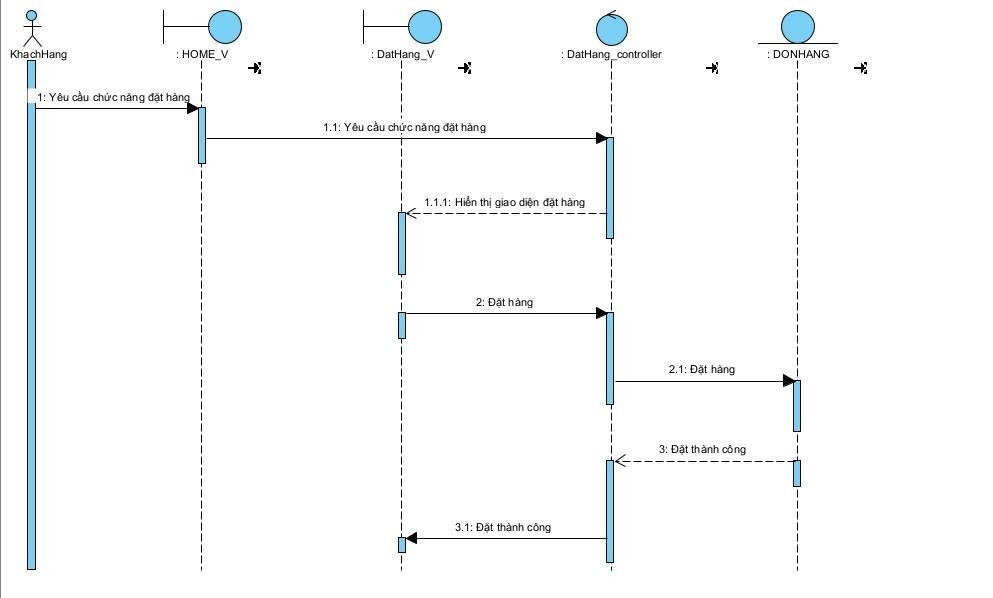 KhachHang
: HOME_V
: DatHang_V
: DatHang_controller
: DONHANG
1: Yêu cầu chức năng đặt hàng
1.1: Yêu cầu chức năng đặt hàng
1.1.1: Hiển thị giao diện đặt hàng
2: Đặt hàng
2.1: Đặt hàng
3: Đặt thành công
3.1: Đặt thành công